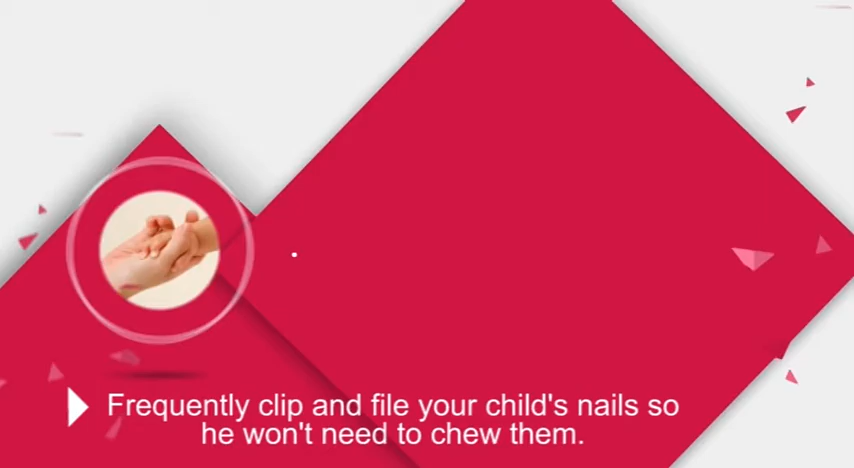 Frequently clip and file your child's nails so
he won't need to chew them.